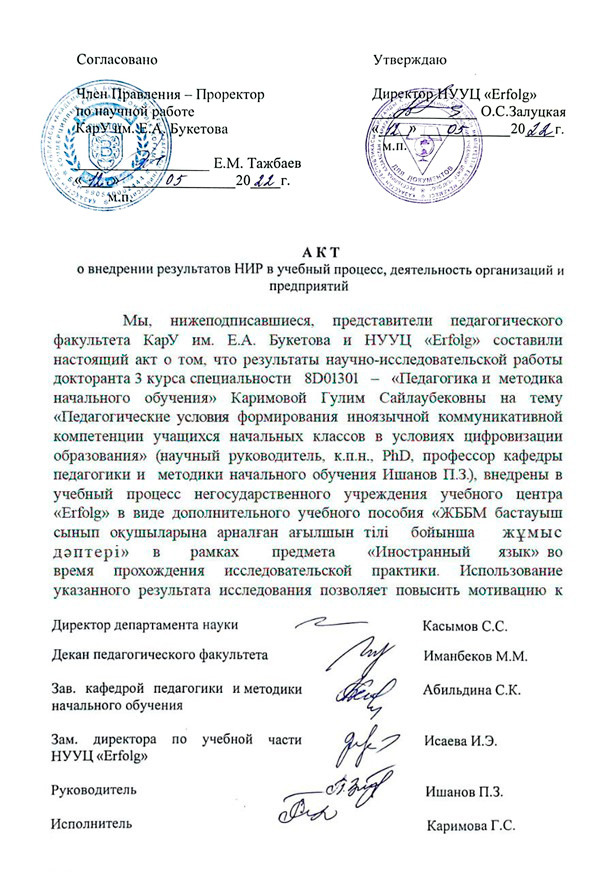 Согласовано
Член Правления – Проректор
по научной работе
КарУ им. Е.А. Букетова
Е.М. Тажбаев
«12» 05 2022 г.
м.п.
Утверждаю
Директор НУУЦ «Erfolg»
О.С.Залуцкая
«12» 05 2022 г.
м.п.
ДЛЯ ДОКУМЕНТОВ
А К Т
о внедрении результатов НИР в учебный процесс, деятельность организаций и
предприятий
Мы, нижеподписавшиеся, представители педагогического
факультета КарУ им. Е.А. Букетова и НУУЦ «Erfolg» составили
настоящий акт о том, что результаты научно-исследовательской работы
докторанта 3 курса специальности 8D01301 – «Педагогика и методика
начального обучения» Каримовой Гулим Сайлаубековны на тему
«Педагогические условия формирования иноязычной коммуникативной
компетенции учащихся начальных классов в условиях цифровизации
образования» (научный руководитель, к.п.н., PhD, профессор кафедры
педагогики и методики начального обучения Ишанов П.З.), внедрены в
учебный процесс негосударственного учреждения учебного центра
«Erfolg» в виде дополнительного учебного пособия «ЖББМ бастауыш
сынып оқушыларына арналған ағылшын тілі бойынша жұмыс
дәптері» в рамках предмета «Иностранный язык» во
время прохождения исследовательской практики. Использование
указанного результата исследования позволяет повысить мотивацию к
Директор департамента науки Касымов С.С.
Декан педагогического факультета Иманбеков М.М.
Зав. кафедрой педагогики и методики Абильдина С.К.
начального обучения
Зам. директора по учебной части Исаева И.Э.
НУУЦ «Erfolg»
Руководитель Ишанов П.З.
Исполнитель Каримова Г.С.